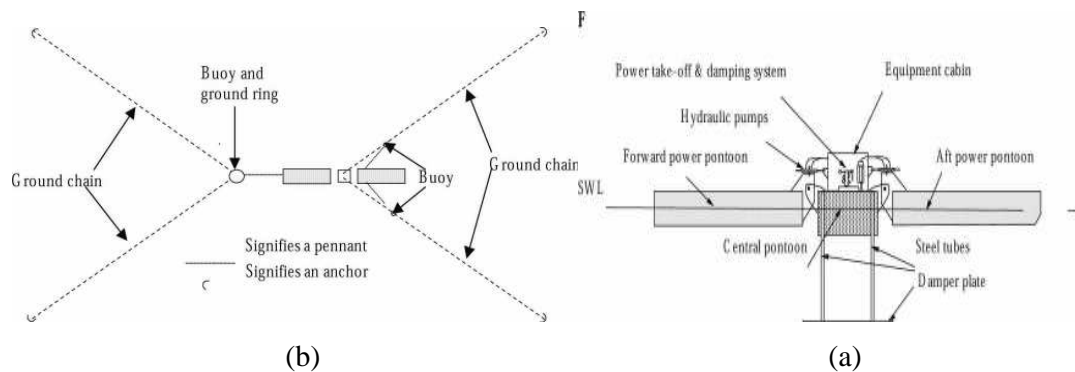 Buoy and
ground ring
Ground chain
Ground chain
Buoy
Signifies a pennant
Signifies an anchor
(b)
F
Power take-off & damping system
Equipment cabin
Hydraulic pumps
Forward power pontoon
Aft power pontoon
SWL
Central pontoon
Steel tubes
Damper plate
(a)